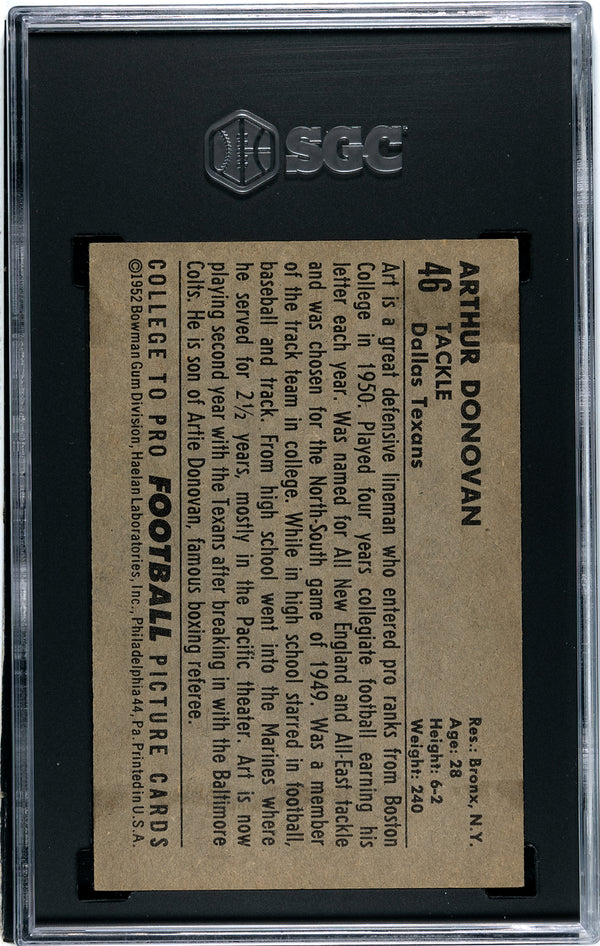 SGC
ARTHUR DONOVAN
46 TACKLE
Dallas Texans
Res.: Bronx, N.Y.
Age: 28
Height: 6-2
Weight: 240
Art is a great defensive lineman who entered pro ranks from Boston
College in 1950. Played four years collegiate football earning his
letter each year. Was named for All New England and All-East tackle
and was chosen for the North-South game of 1949. Was a member
of the track team in college. While in high school starred in football,
baseball and track. From high school went into the Marines where
he served for 2½ years, mostly in the Pacific theater. Art is now
playing second year with the Texans after breaking in with the Baltimore
Colts. He is son of Artie Donovan, famous boxing referee.
COLLEGE TO PRO FOOTBALL PICTURE CARDS
©1952 Bowman Gum Division, Haelan Laboratories, Inc., Philadelphia 44, Pa. Printed in U.S.A.